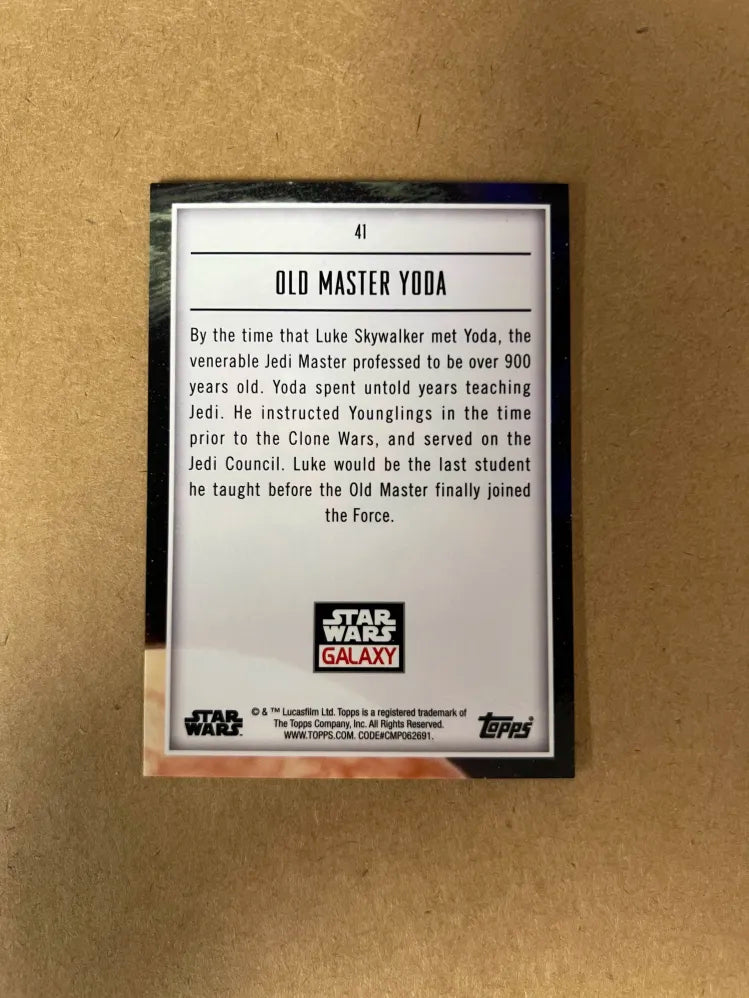 41
OLD MASTER YODA
By the time that Luke Skywalker met Yoda, the
venerable Jedi Master professed to be over 900
years old. Yoda spent untold years teaching
Jedi. He instructed Younglings in the time
prior to the Clone Wars, and served on the
Jedi Council. Luke would be the last student
he taught before the Old Master finally joined
the Force.
STAR
WARS
GALAXY
STAR
WARS
© & ™ Lucasfilm Ltd. Topps is a registered trademark of
The Topps Company, Inc. All Rights Reserved.
WWW.TOPPS.COM. CODE#CMP062691.
Topps®